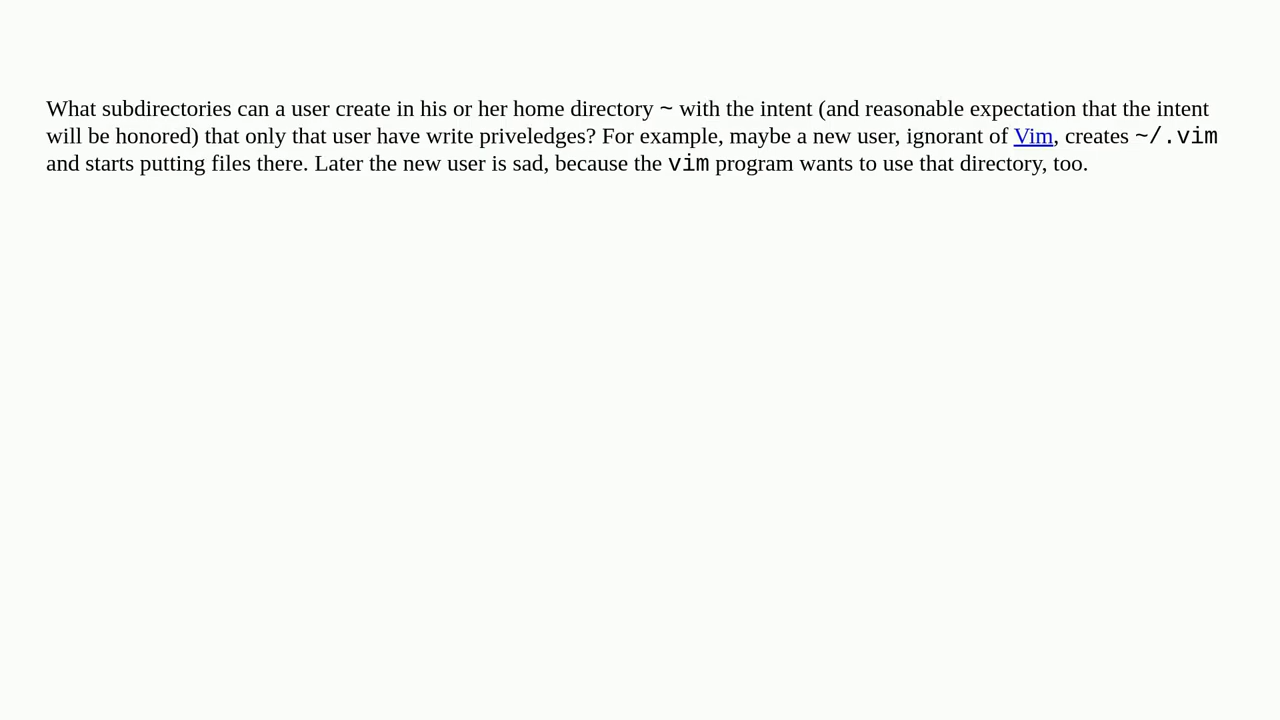 What subdirectories can a user create in his or her home directory ~ with the intent (and reasonable expectation that the intent
will be honored) that only that user have write priveledges? For example, maybe a new user, ignorant of Vim, creates ~/.vim
and starts putting files there. Later the new user is sad, because the vim program wants to use that directory, too.